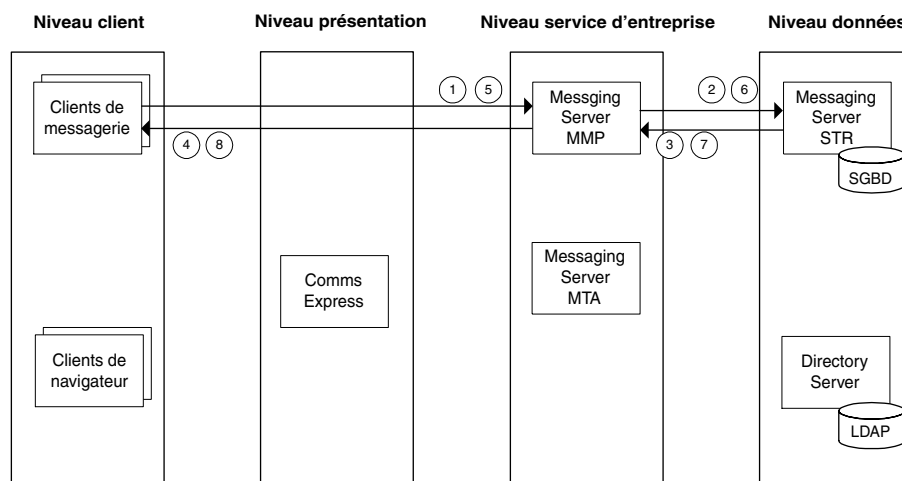 Niveau client
Niveau présentation
Niveau service d'entreprise
Niveau données
Clients de
messagerie
1 5
Messging
Server
MMP
2 6
Messaging
Server
STR
4 8
3 7
SGBD
Comms
Express
Messaging
Server
MTA
Clients de
navigateur
Directory
Server
LDAP